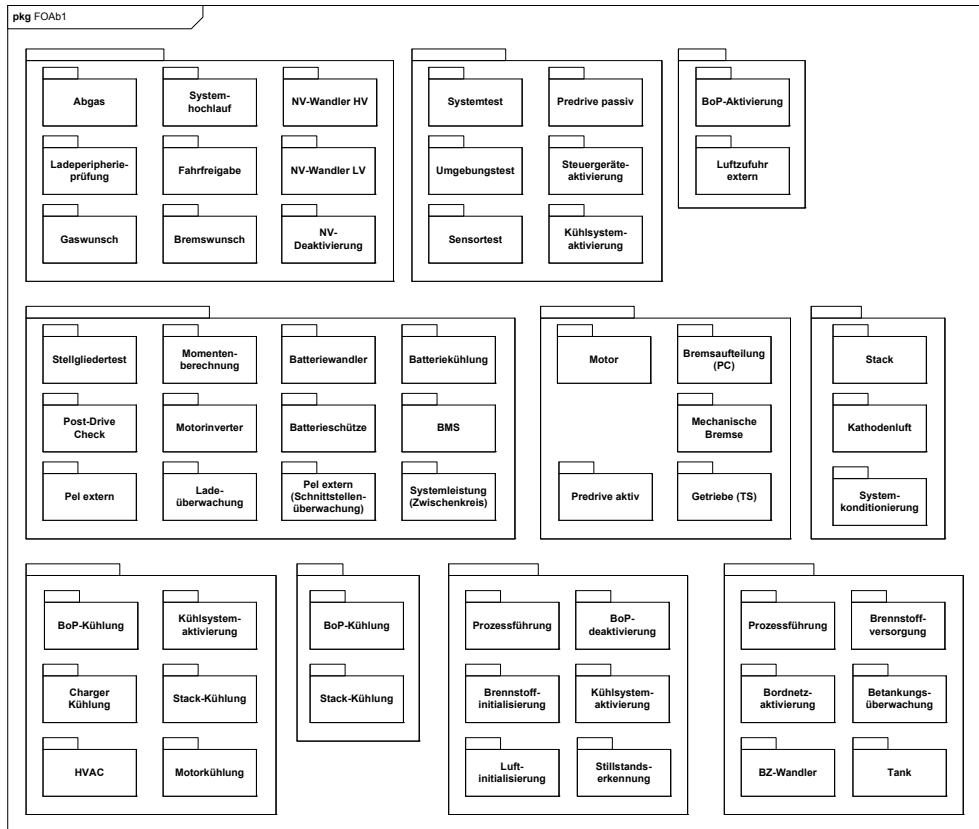 pkg FOAb1
Abgas
System-
hochlauf
NV-Wandler HV
Ladeperipherie-
prüfung
Fahrfreigabe
NV-Wandler LV
Gaswunsch
Bremswunsch
NV-
Deaktivierung
Systemtest
Predrive passiv
Umgebungstest
Steuergeräte-
aktivierung
Sensortest
Kühlsystem-
aktivierung
BoP-Aktivierung
Luftzufuhr
extern
Stellgliedertest
Momenten-
berechnung
Batteriewandler
Batteriekühlung
Post-Drive
Check
Motorinverter
Batterieschütze
BMS
Pel extern
Lade-
überwachung
Pel extern
(Schnittstellen-
überwachung)
Systemleistung
(Zwischenkreis)
Motor
Bremsaufteilung
(PC)
Mechanische
Bremse
Predrive aktiv
Getriebe (TS)
Stack
Kathodenluft
System-
konditionierung
BoP-Kühlung
Kühlsystem-
aktivierung
Charger
Kühlung
Stack-Kühlung
HVAC
Motorkühlung
BoP-Kühlung
Stack-Kühlung
Prozessführung
BoP-
deaktivierung
Brennstoff-
initialisierung
Kühlsystem-
aktivierung
Luft-
initialisierung
Stillstands-
erkennung
Prozessführung
Brennstoff-
versorgung
Bordnetz-
aktivierung
Betankungs-
überwachung
BZ-Wandler
Tank